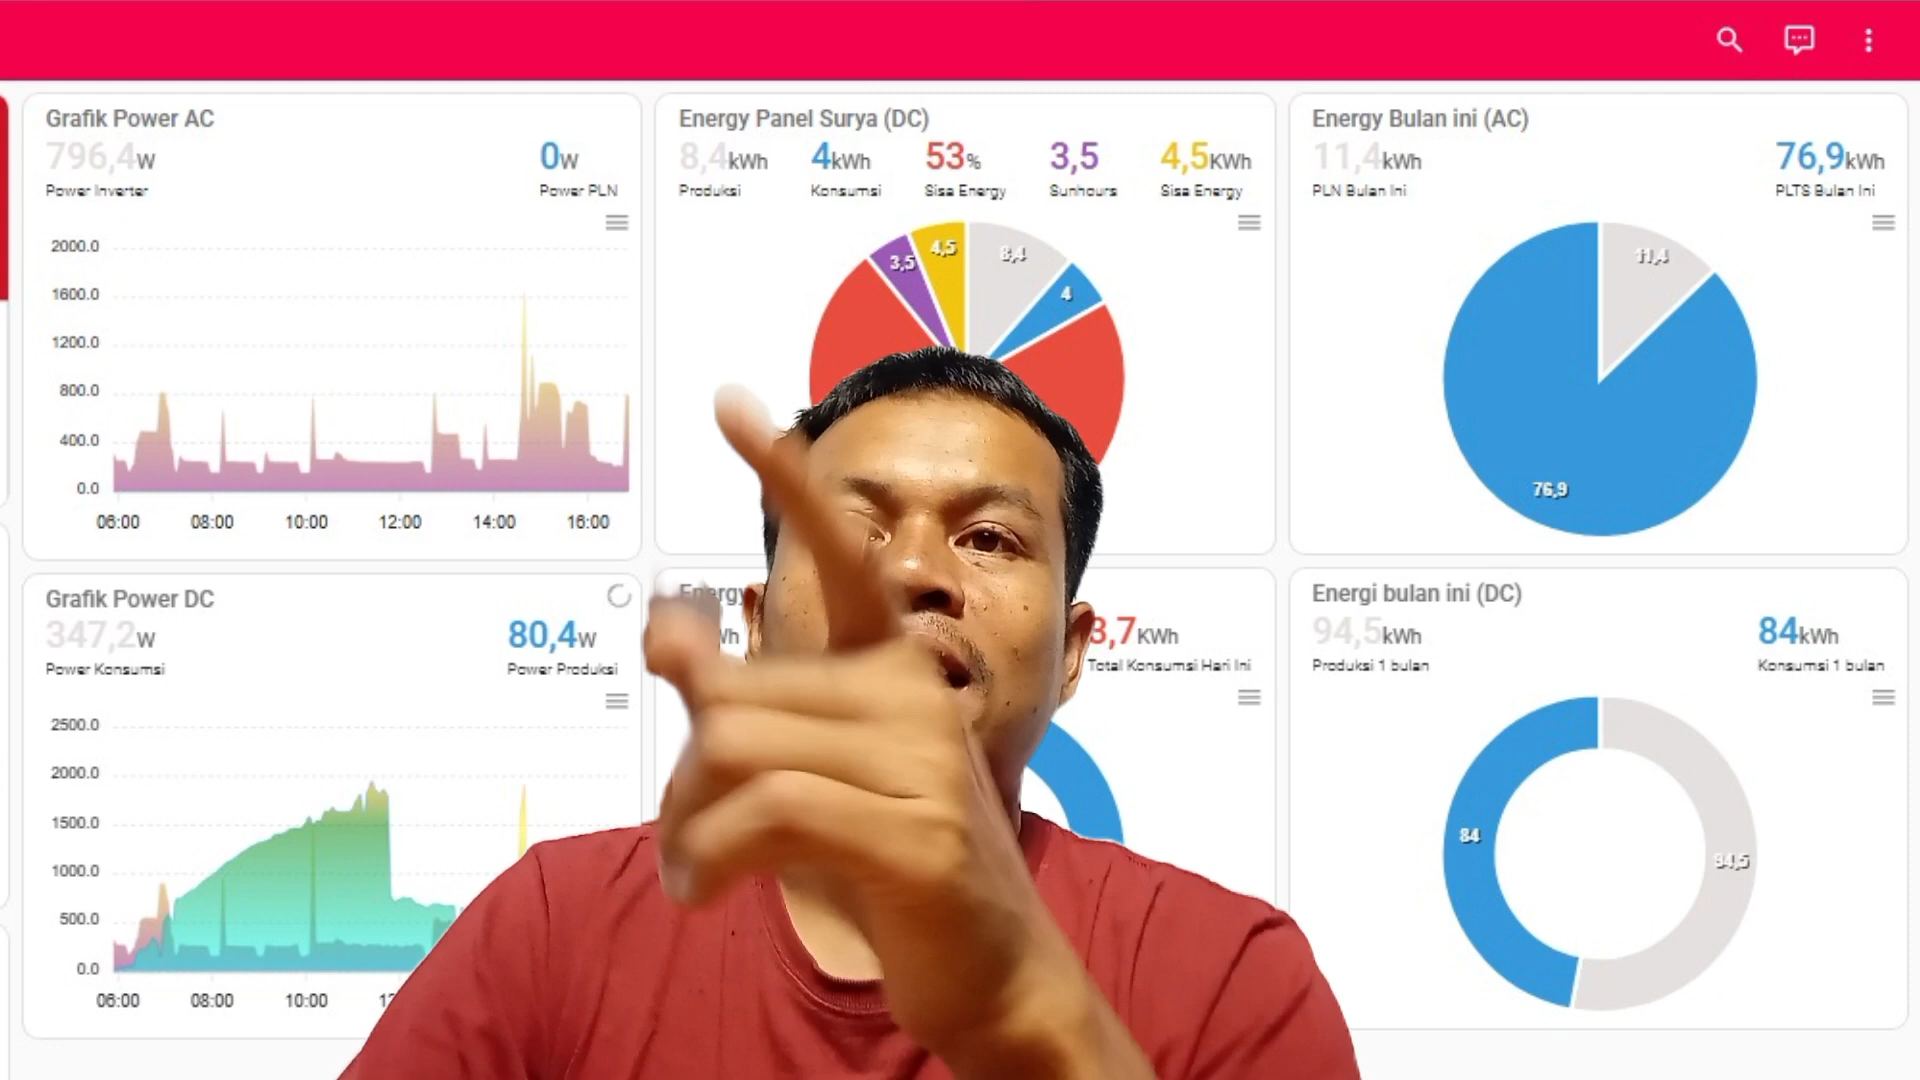 Grafik Power AC
796,4W
Power Inverter
0W
Power PLN
2000.0
1600.0
1200.0
800.0
400.0
0.0
06:00 08:00 10:00 12:00 14:00 16:00
Energy Panel Surya (DC)
8,4kWh 4kWh 53% 3,5 4,5KWh
Produksi Konsumsi Sisa Energy Sunhours Sisa Energy
3,5 4,5 8,4 4
Energy Bulan ini (AC)
11,4kWh
PLN Bulan Ini
76,9kWh
PLTS Bulan Ini
11,4
76,9
Grafik Power DC
347,2W
Power Konsumsi
80,4W
Power Produksi
2500.0
2000.0
1500.0
1000.0
500.0
0.0
06:00 08:00 10:00
Energy
3,7KWh
Total Konsumsi Hari Ini
Energi bulan ini (DC)
94,5kWh
Produksi 1 bulan
84kWh
Konsumsi 1 bulan
84
94,5